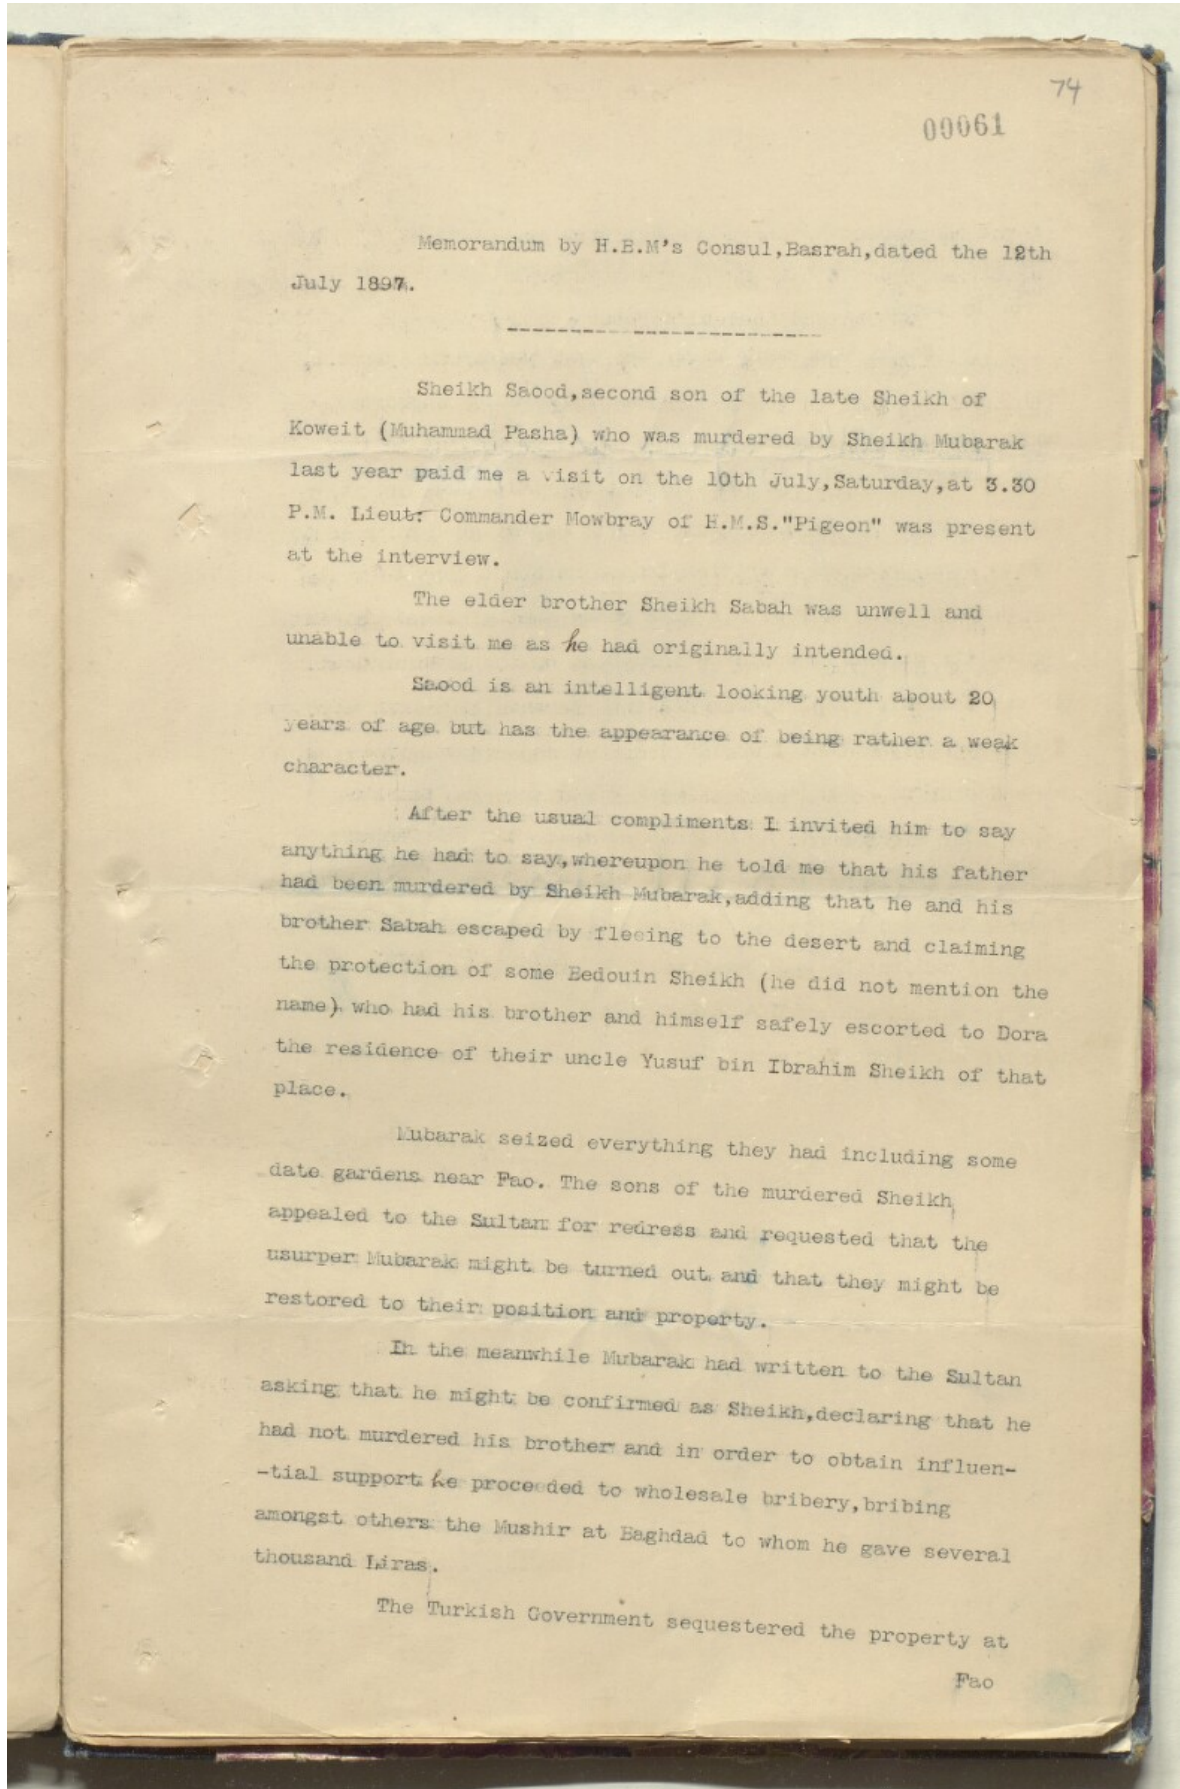 74
00061
Memorandum by H.B.M's Consul,Basrah,dated the 12th
July 1897.
Sheikh Saood,second son of the late Sheikh of
Koweit (Muhammad Pasha) who was murdered by Sheikh Mubarak
last year paid me a visit on the 10th July,Saturday,at 3.30
P.M. Lieut: Commander Mowbray of H.M.S."Pigeon" was present
at the interview.
The elder brother Sheikh Sabah was unwell and
unable to visit me as he had originally intended.
Saood is an intelligent looking youth about 20
years of age but has the appearance of being rather a weak
character.
After the usual compliments I invited him to say
anything he had to say,whereupon he told me that his father
had been murdered by Sheikh Mubarak,adding that he and his
brother Sabah escaped by fleeing to the desert and claiming
the protection of some Bedouin Sheikh (he did not mention the
name) who had his brother and himself safely escorted to Dora
the residence of their uncle Yusuf bin Ibrahim Sheikh of that
place.
Mubarak seized everything they had including some
date gardens near Fao. The sons of the murdered Sheikh
appealed to the Sultan for redress and requested that the
usurper Mubarak might be turned out and that they might be
restored to their position and property.
In the meanwhile Mubarak had written to the Sultan
asking that he might be confirmed as Sheikh,declaring that he
had not murdered his brother and in order to obtain influen-
-tial support he proceeded to wholesale bribery,bribing
amongst others the Mushir at Baghdad to whom he gave several
thousand Liras.
The Turkish Government sequestered the property at
Fao